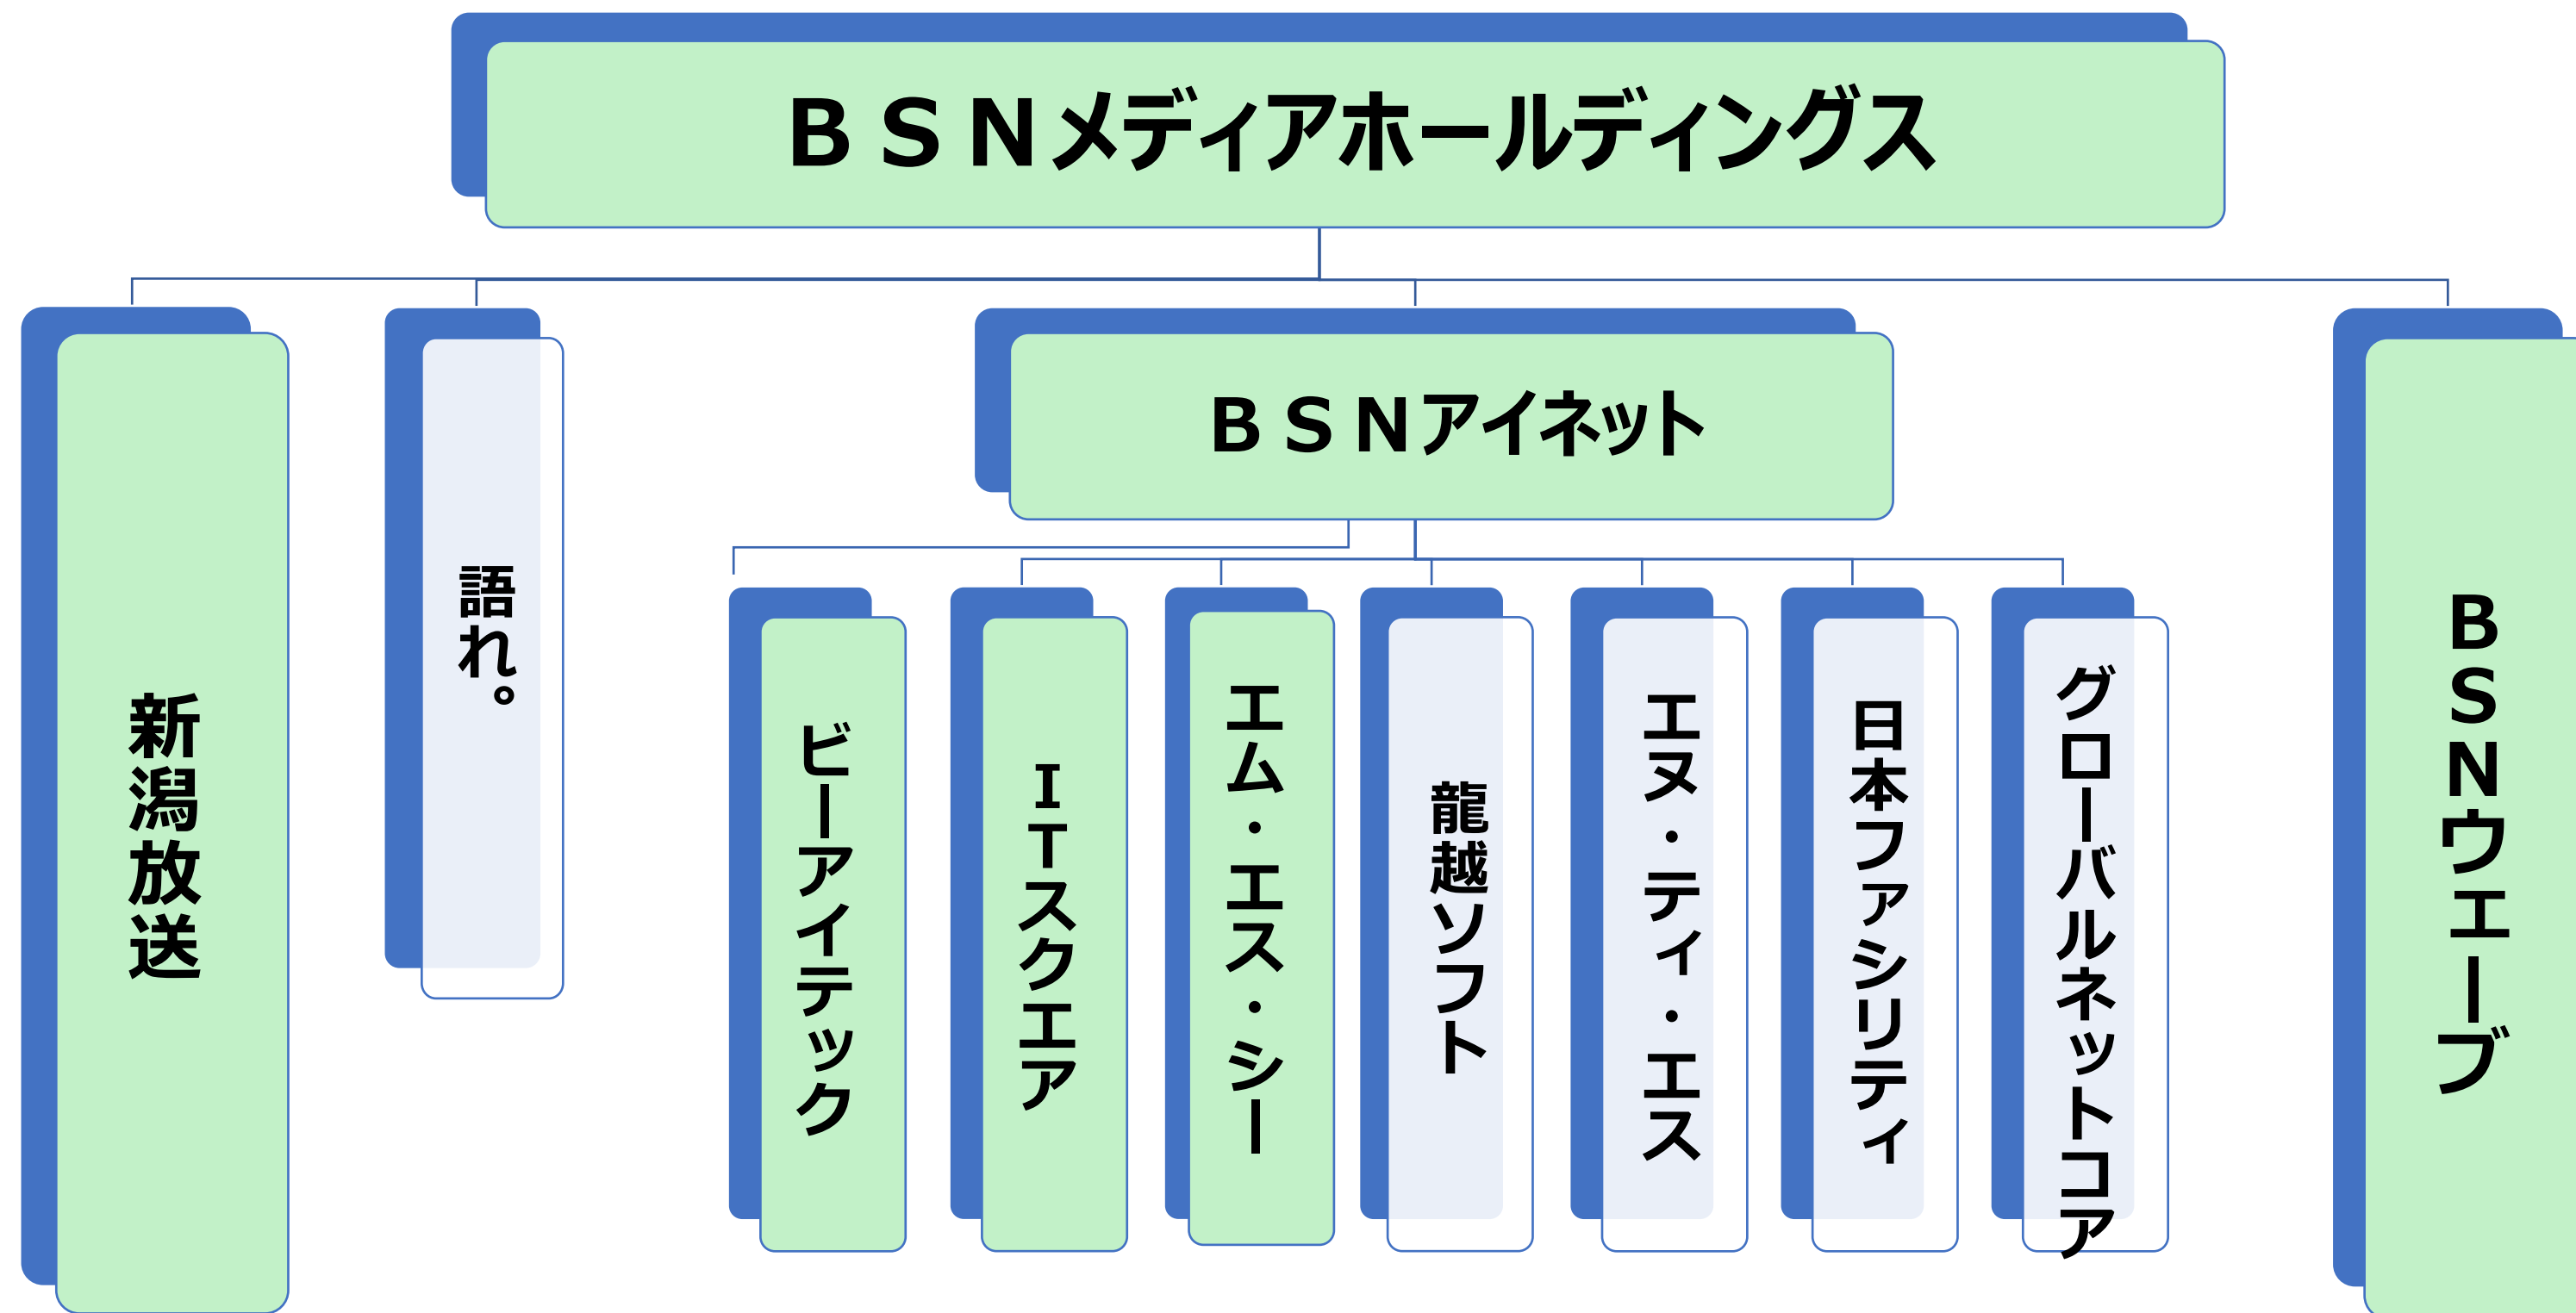 ＢＳＮメディアホールディングス
新潟放送
語れ。
ＢＳＮアイネット
ＢＳＮウエーブ
ビーアイテック
ＩＴスクエア
エム・エス・シー
龍越ソフト
エヌ・ティ・エス
日本ファシリティ
グローバルネットコア